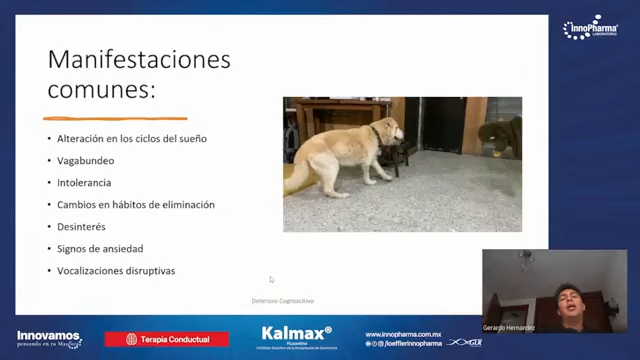 Manifestaciones
comunes:
• Alteración en los ciclos del sueño
• Vagabundeo
• Intolerancia
• Cambios en hábitos de eliminación
• Desinterés
• Signos de ansiedad
• Vocalizaciones disruptivas
Deterioro Cognoscitivo
InnoPharma
LABORATORIO
Gerardo Hernandez
Innovamos
pensando en tu Mascota
Terapia Conductual
Kalmax®
www.innopharma.com.mx
/loefflerinnopharma